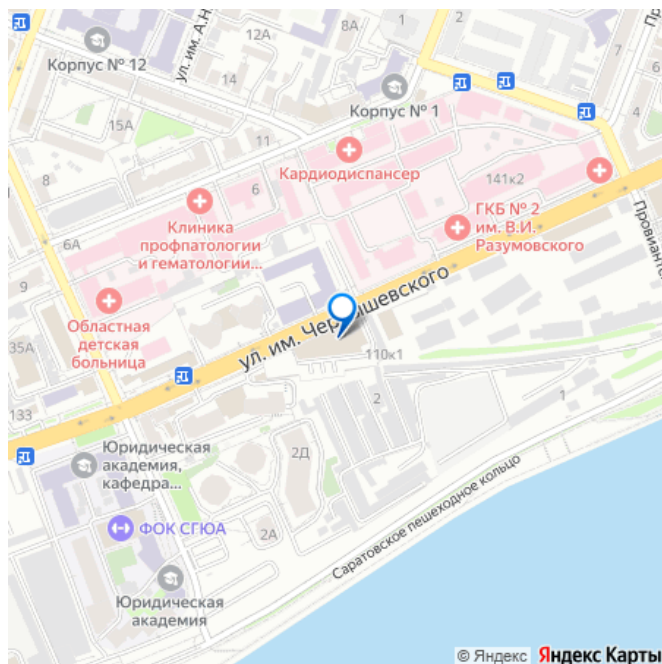 ул. им. А.Н.
12А
8А
1
2
Корпус № 12
14
Корпус № 1
7
5
15А
11
Кардиодиспансер
4
141к2
8
6
Клиника
профпатологии
и гематологии...
ГКБ № 2
им. В.И.
Разумовского
6А
9
ул. им. Чернышевского
Областная
детская
больница
35А
110к1
133
2
1
Юридическая
академия,
кафедра...
2Д
ФОК СГЮА
2А
Саратовское пешеходное кольцо
Юридическая
академия
© Яндекс Яндекс Карты